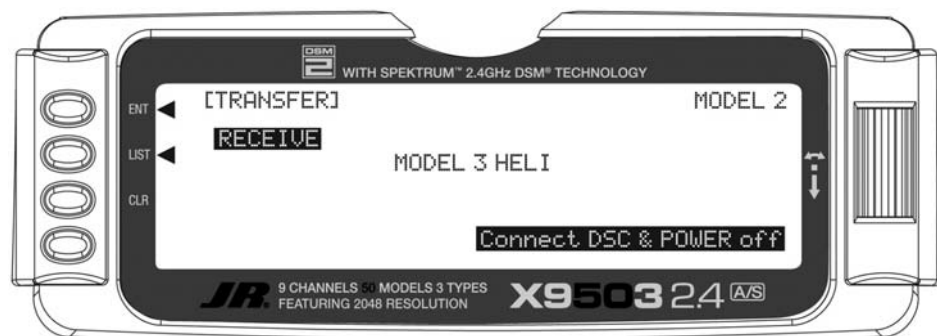 DSM
2 WITH SPEKTRUM™ 2.4GHz DSM® TECHNOLOGY
ENT [TRANSFER] MODEL 2
RECEIVE
LIST MODEL 3 HELI
CLR
Connect DSC & POWER off
JR. 9 CHANNELS 50 MODELS 3 TYPES
FEATURING 2048 RESOLUTION
X9503 2.4 A/S